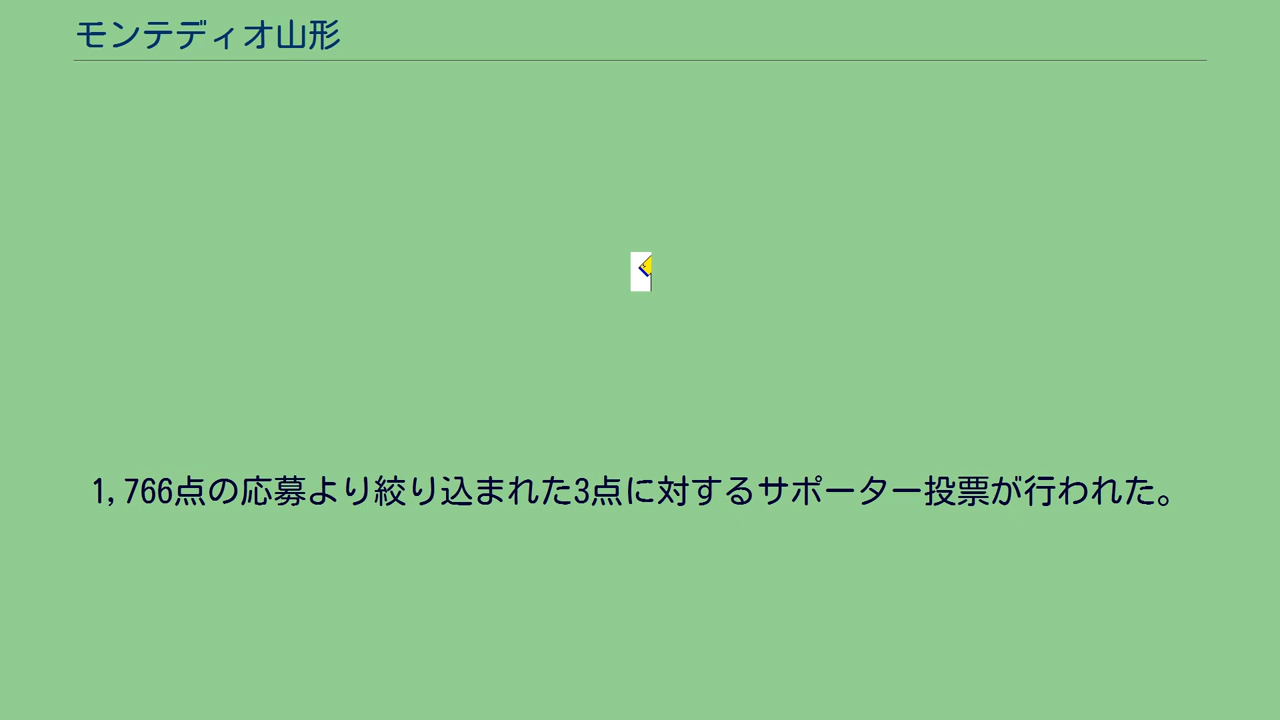 モンテディオ山形
1,766点の応募より絞り込まれた3点に対するサポーター投票が行われた。